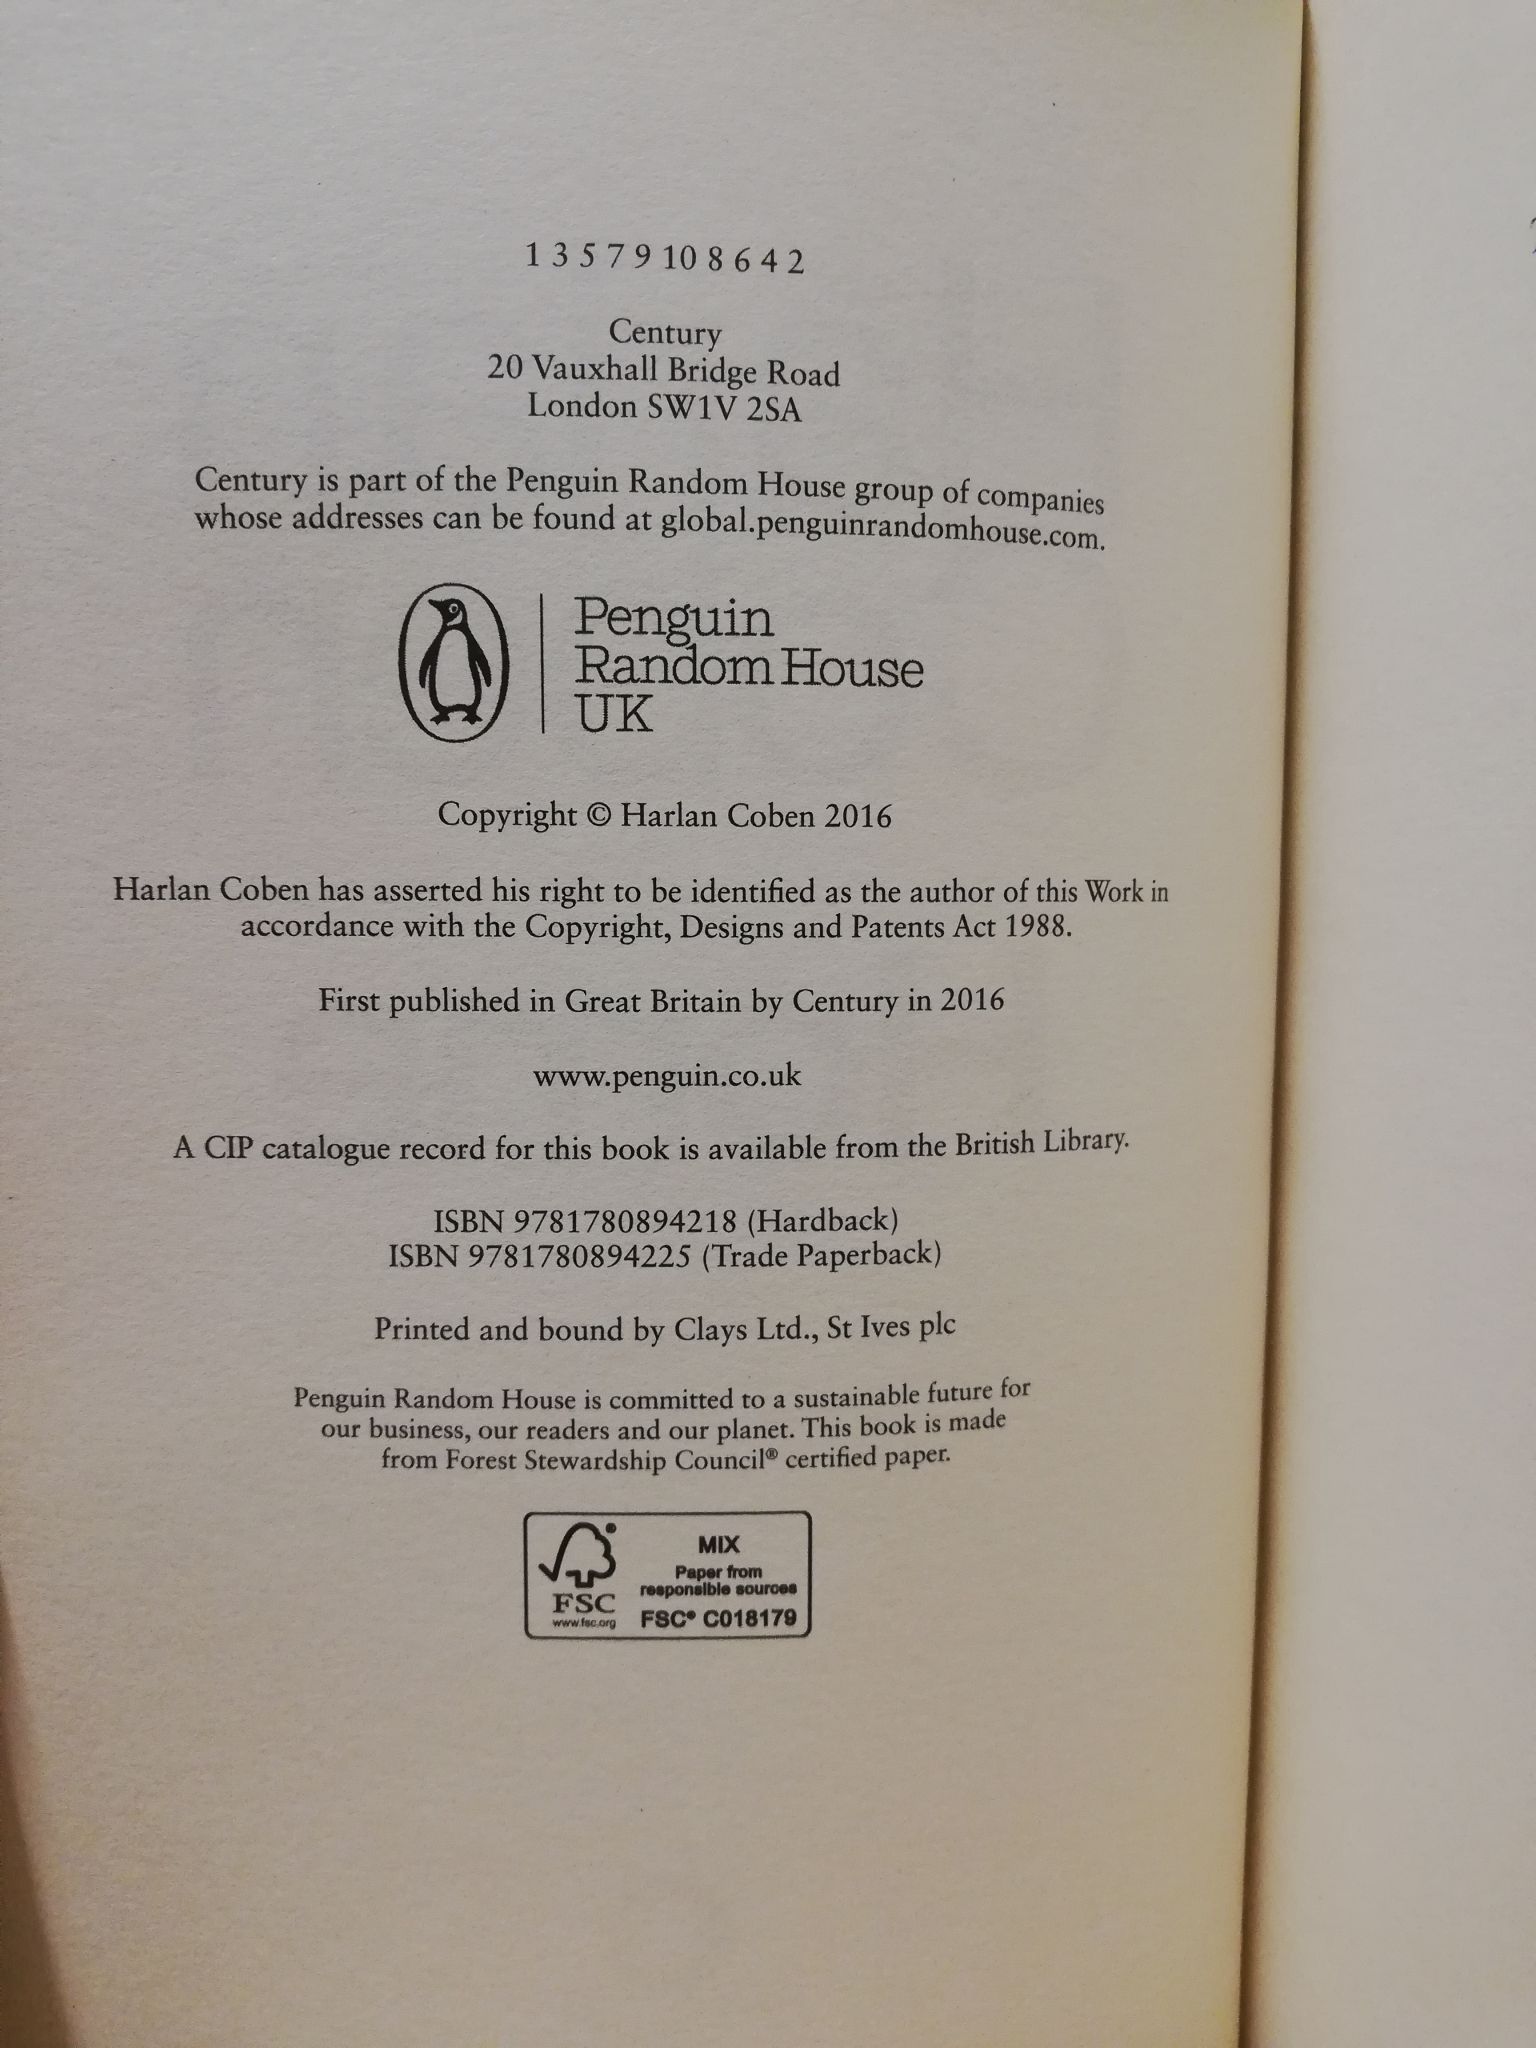 1 3 5 7 9 10 8 6 4 2
Century
20 Vauxhall Bridge Road
London SW1V 2SA
Century is part of the Penguin Random House group of companies
whose addresses can be found at global.penguinrandomhouse.com.
Penguin
Random House
UK
Copyright © Harlan Coben 2016
Harlan Coben has asserted his right to be identified as the author of this Work in
accordance with the Copyright, Designs and Patents Act 1988.
First published in Great Britain by Century in 2016
www.penguin.co.uk
A CIP catalogue record for this book is available from the British Library.
ISBN 9781780894218 (Hardback)
ISBN 9781780894225 (Trade Paperback)
Printed and bound by Clays Ltd., St Ives plc
Penguin Random House is committed to a sustainable future for
our business, our readers and our planet. This book is made
from Forest Stewardship Council® certified paper.
FSC
www.fsc.org
MIX
Paper from
responsible sources
FSC® C018179